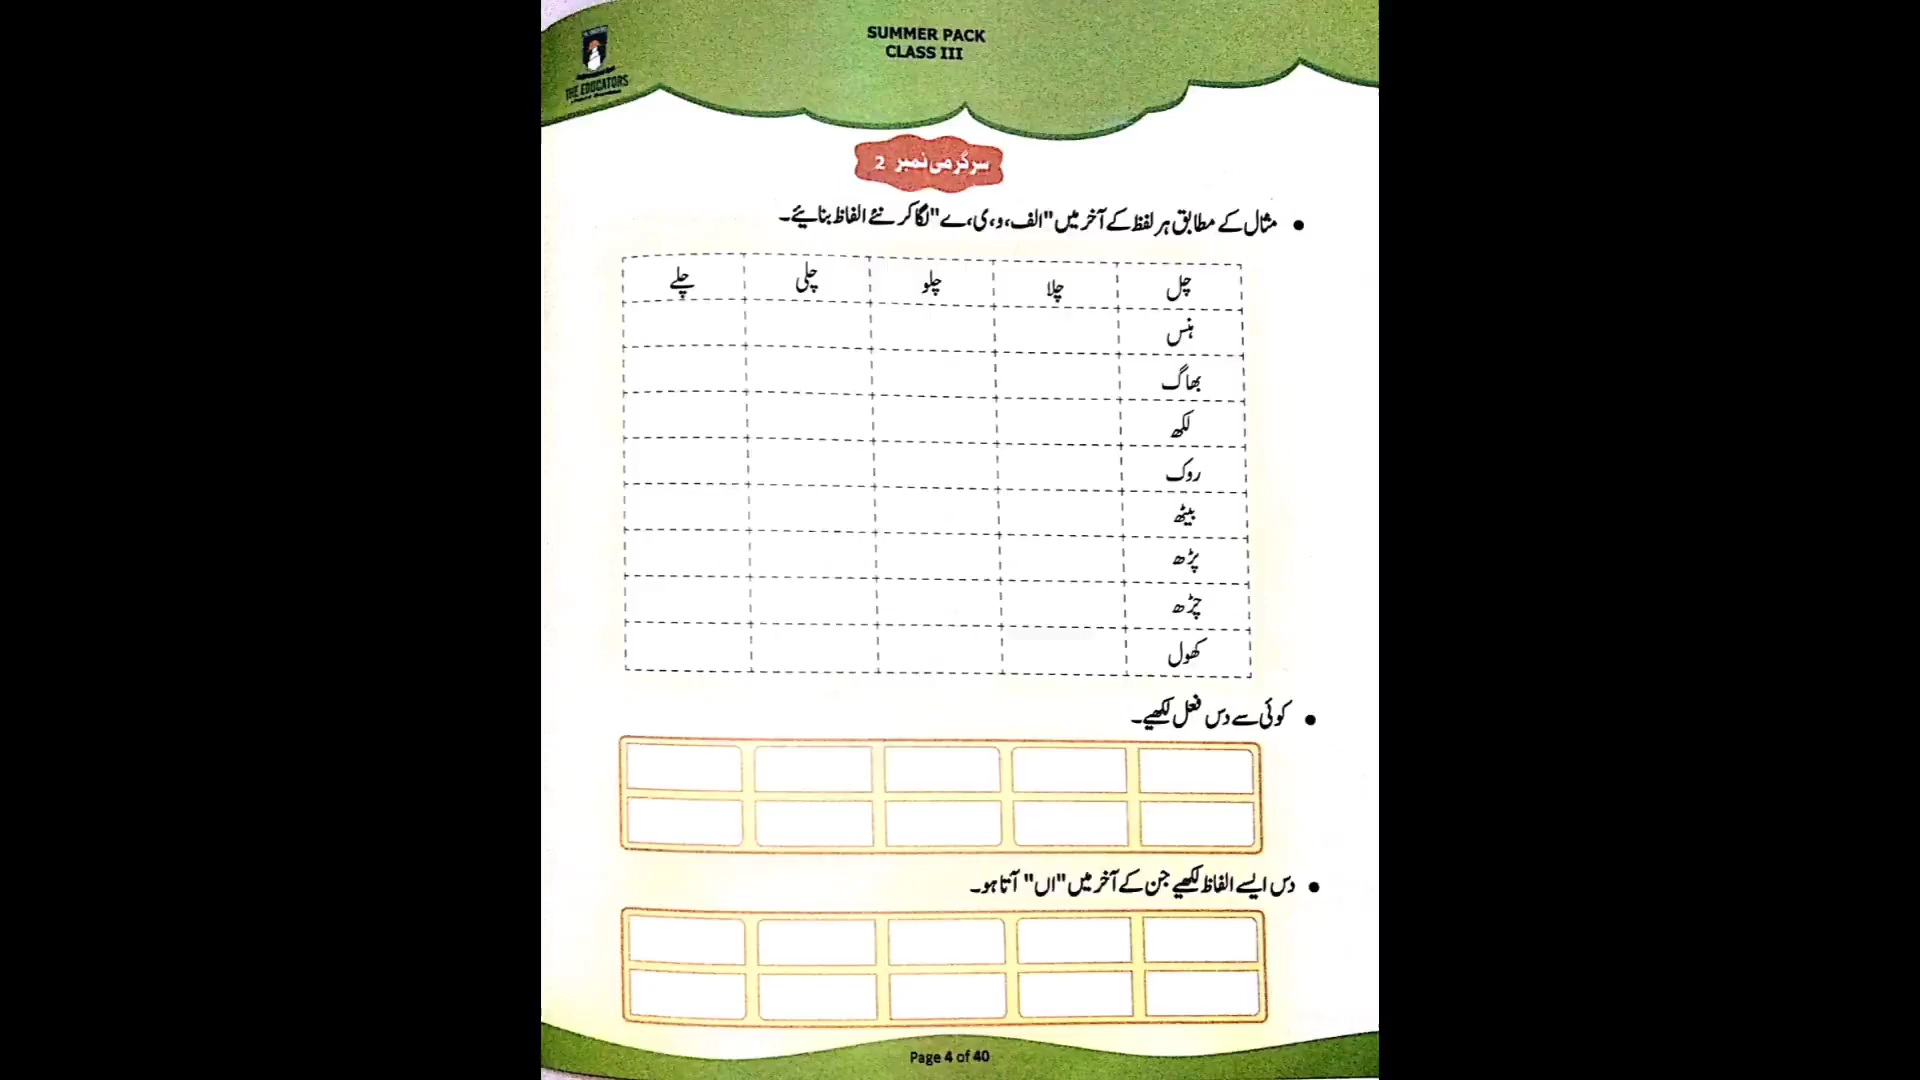 SUMMER PACK
CLASS III
THE EDUCATORS
سرگرمی نمبر 2
مثال کے مطابق ہر لفظ کے آخر میں "الف، و، ی، ے" لگا کر نئے الفاظ بنائیے۔
چل چلا چلو چلی چلے
ہنس
بھاگ
لکھ
روک
بیٹھ
پڑھ
چڑھ
کھول
کوئی سے دس فعل لکھیے۔
دس ایسے الفاظ لکھیے جن کے آخر میں "اں" آتا ہو۔
Page 4 of 40